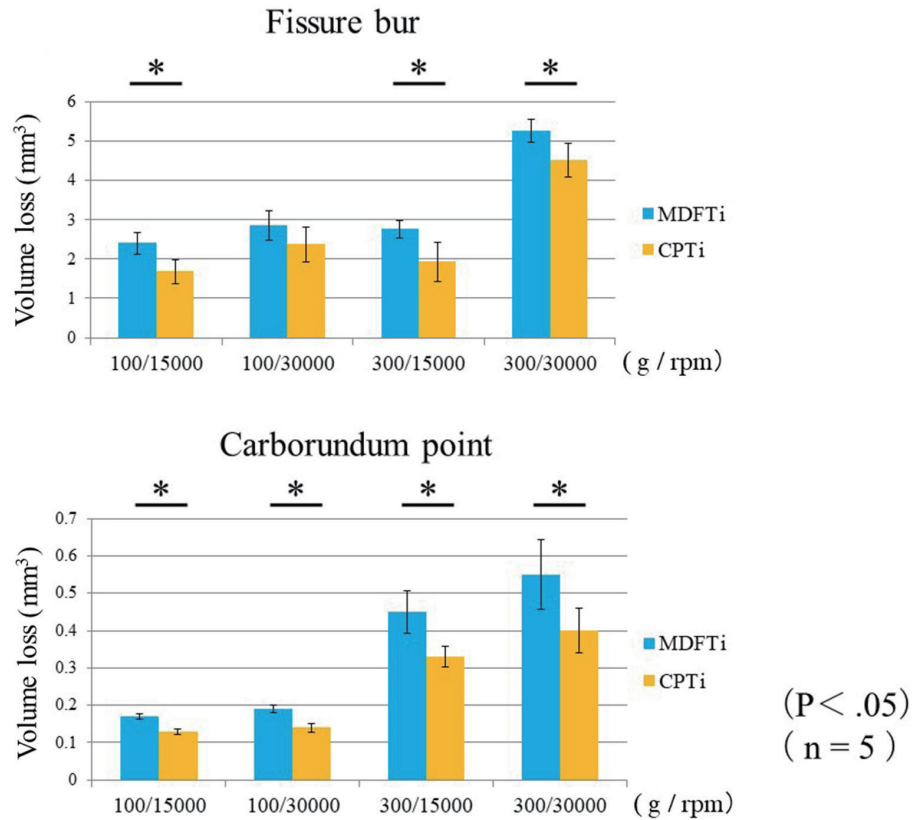 Fissure bur
* * *
Volume loss (mm³)
6
5
4
3
2
1
0
100/15000 100/30000 300/15000 300/30000 (g / rpm)
MDFTi
CPTi
Carborundum point
* * * *
Volume loss (mm³)
0.7
0.6
0.5
0.4
0.3
0.2
0.1
0
100/15000 100/30000 300/15000 300/30000 (g / rpm)
MDFTi
CPTi
(P< .05)
( n = 5 )